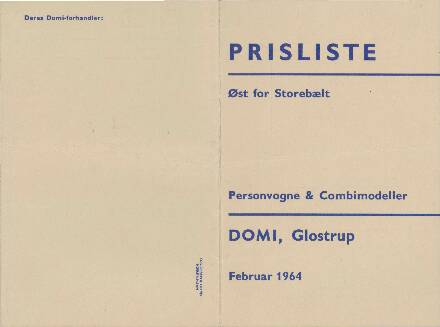 Deres Domi-forhandler:
PRISLISTE
Øst for Storebælt
Personvogne & Combimodeller
DOMI, Glostrup
Februar 1964